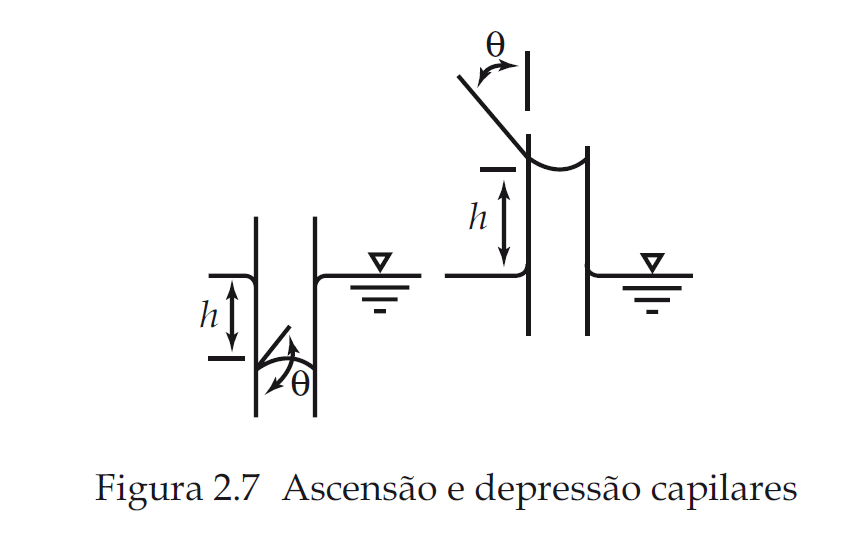 θ
h
h
θ
Figura 2.7 Ascensão e depressão capilares